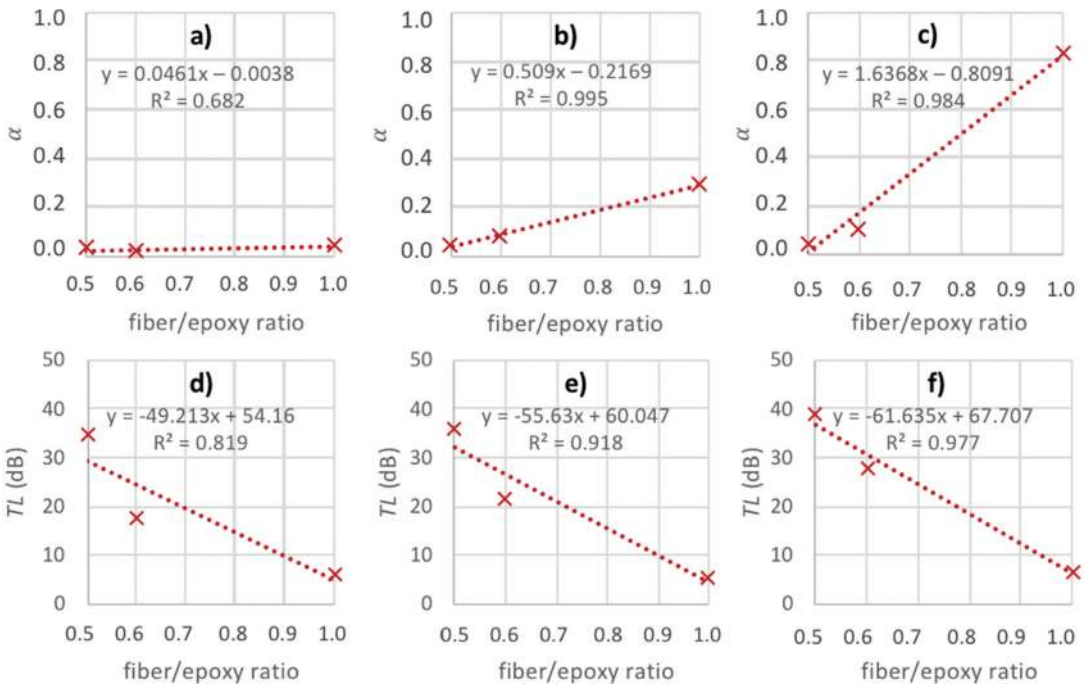 a)
y = 0.0461x – 0.0038
R² = 0.682
1.0
0.8
0.6
0.4
0.2
0.0
α
0.5 0.6 0.7 0.8 0.9 1.0
fiber/epoxy ratio
b)
y = 0.509x – 0.2169
R² = 0.995
1.0
0.8
0.6
0.4
0.2
0.0
α
0.5 0.6 0.7 0.8 0.9 1.0
fiber/epoxy ratio
c)
y = 1.6368x – 0.8091
R² = 0.984
1.0
0.8
0.6
0.4
0.2
0.0
α
0.5 0.6 0.7 0.8 0.9 1.0
fiber/epoxy ratio
d)
y = -49.213x + 54.16
R² = 0.819
50
40
30
20
10
0
TL (dB)
0.5 0.6 0.7 0.8 0.9 1.0
fiber/epoxy ratio
e)
y = -55.63x + 60.047
R² = 0.918
50
40
30
20
10
0
TL (dB)
0.5 0.6 0.7 0.8 0.9 1.0
fiber/epoxy ratio
f)
y = -61.635x + 67.707
R² = 0.977
50
40
30
20
10
0
TL (dB)
0.5 0.6 0.7 0.8 0.9 1.0
fiber/epoxy ratio